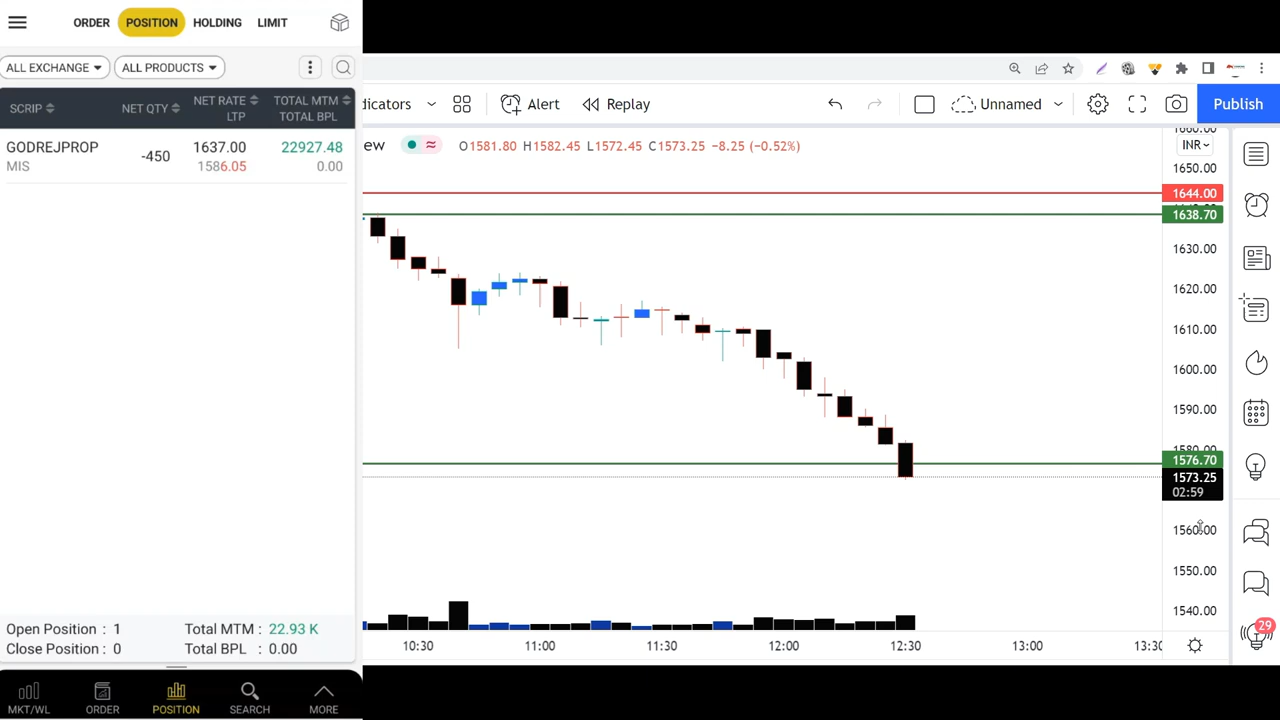 ORDER POSITION HOLDING LIMIT
ALL EXCHANGE ALL PRODUCTS
SCRIP NET QTY NET RATE LTP TOTAL MTM TOTAL BPL
GODREJPROP -450 1637.00 22927.48
MIS 1586.05 0.00
Open Position : 1 Total MTM : 22.93 K
Close Position : 0 Total BPL : 0.00
MKT/WL ORDER POSITION SEARCH MORE
dicators Alert Replay Unnamed Publish
ew O1581.80 H1582.45 L1572.45 C1573.25 −8.25 (−0.52%) INR
1650.00
1644.00
1638.70
1630.00
1620.00
1610.00
1600.00
1590.00
1580.00
1576.70
1573.25
02:59
1560.00
1550.00
1540.00
29
10:30 11:00 11:30 12:00 12:30 13:00 13:30